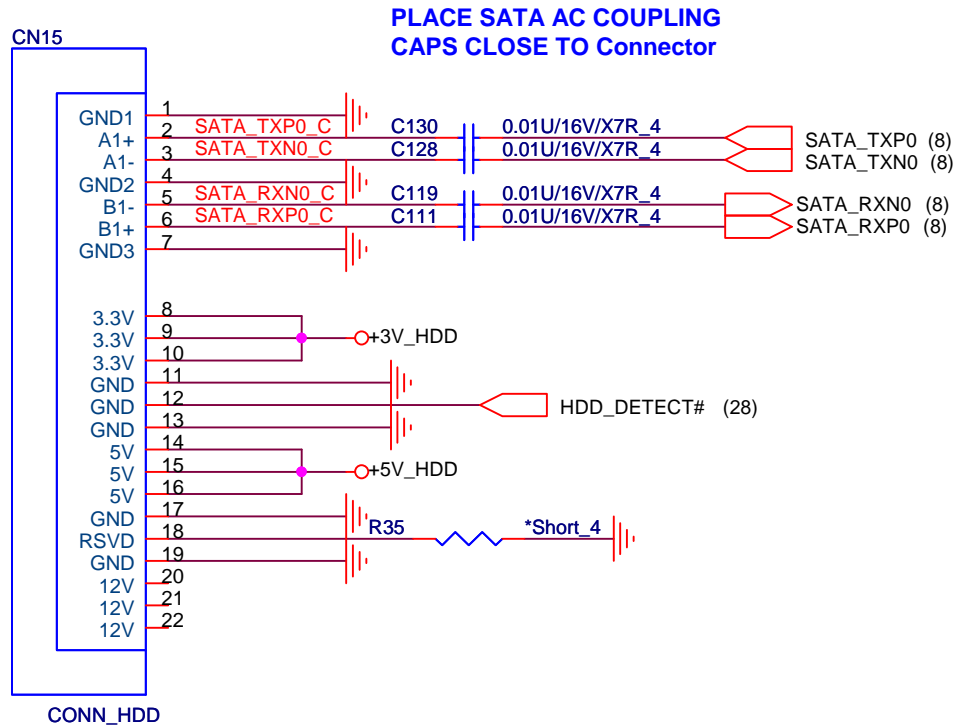 PLACE SATA AC COUPLING
CAPS CLOSE TO Connector
CN15
GND1 1
A1+ 2 SATA_TXP0_C C130 0.01U/16V/X7R_4 SATA_TXP0 (8)
A1- 3 SATA_TXN0_C C128 0.01U/16V/X7R_4 SATA_TXN0 (8)
GND2 4
B1- 5 SATA_RXN0_C C119 0.01U/16V/X7R_4 SATA_RXN0 (8)
B1+ 6 SATA_RXP0_C C111 0.01U/16V/X7R_4 SATA_RXP0 (8)
GND3 7
3.3V 8
3.3V 9 +3V_HDD
3.3V 10
GND 11
GND 12 HDD_DETECT# (28)
GND 13
5V 14
5V 15 +5V_HDD
5V 16
GND 17
RSVD 18 R35 *Short_4
GND 19
12V 20
12V 21
12V 22
CONN_HDD